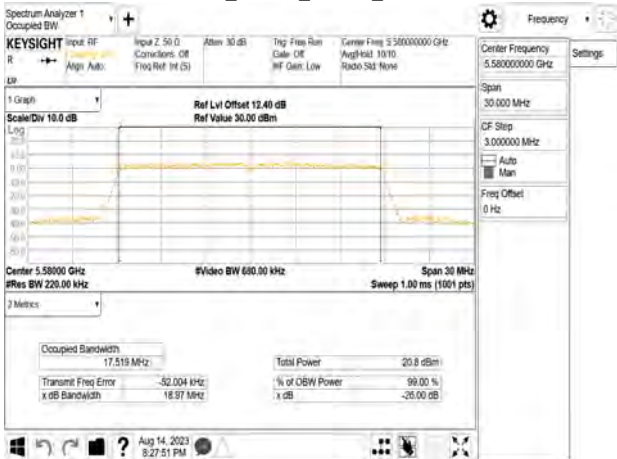 Spectrum Analyzer 1
Occupied BW
Frequency
KEYSIGHT
Input: RF
Align: Auto
Input Z: 50 Ω
Corrections: Off
Freq Ref: Int (S)
Atten: 30 dB
Trig: Free Run
Gate: Off
#IF Gain: Low
Center Freq: 5.580000000 GHz
Avg|Hold: 10/10
Radio Std: None
R
Center Frequency
5.580000000 GHz
Settings
Span
30.000 MHz
CF Step
3.000000 MHz
Auto
Man
Freq Offset
0 Hz
1 Graph
Scale/Div 10.0 dB
Ref Lvl Offset 12.40 dB
Ref Value 30.00 dBm
Log
0.00
Center 5.58000 GHz
#Res BW 220.00 kHz
#Video BW 680.00 kHz
Span 30 MHz
Sweep 1.00 ms (1001 pts)
2 Metrics
Occupied Bandwidth
17.519 MHz
Total Power
20.8 dBm
Transmit Freq Error
-52.004 kHz
% of OBW Power
99.00 %
x dB Bandwidth
18.97 MHz
x dB
-26.00 dB
?
Aug 14, 2023
8:27:51 PM